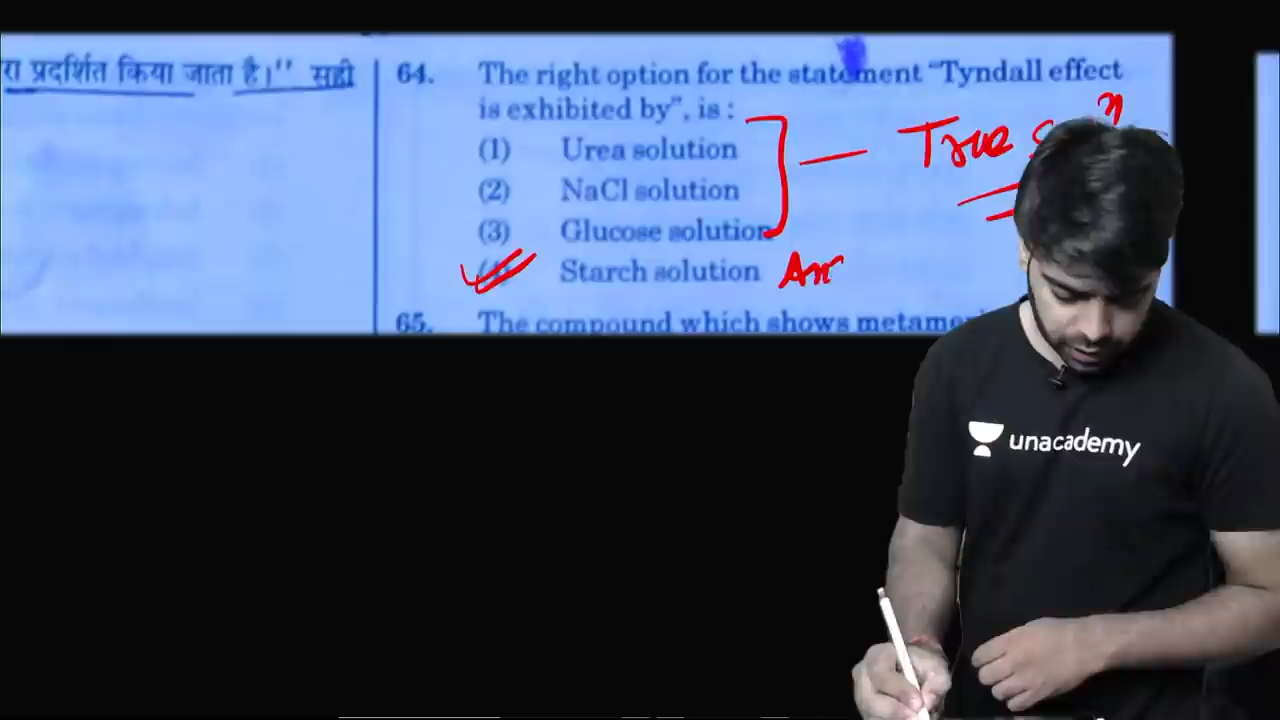 रा प्रदर्शित किया जाता है।" सही
64. The right option for the statement "Tyndall effect
is exhibited by", is :
(1) Urea solution
(2) NaCl solution
(3) Glucose solution
Starch solution Ans
True
65. The compound which shows
unacademy